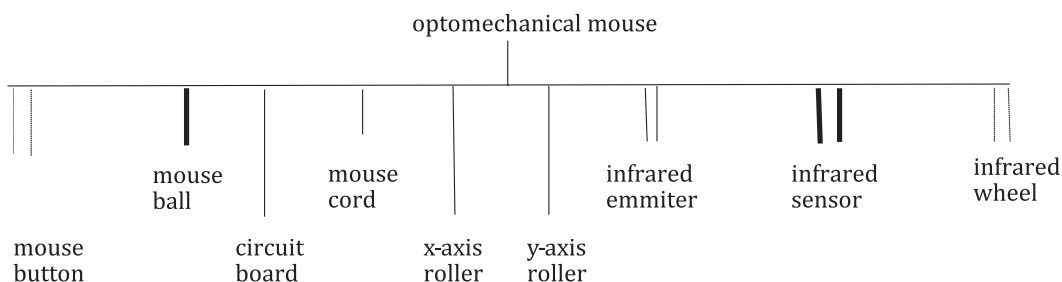 optomechanical mouse
mouse
ball
mouse
cord
infrared
emmiter
infrared
sensor
infrared
wheel
mouse
button
circuit
board
x-axis
roller
y-axis
roller